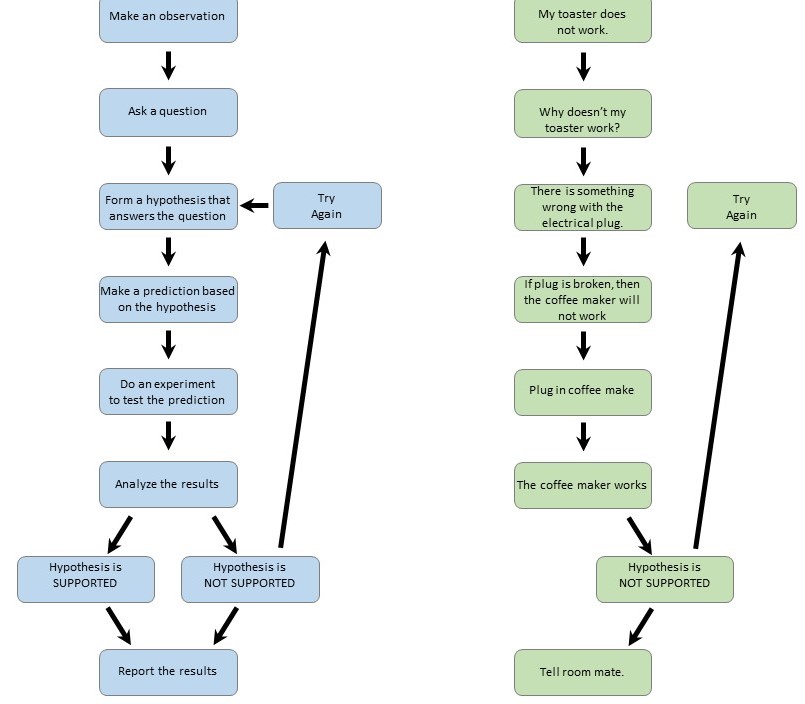 Make an observation
Ask a question
Form a hypothesis that
answers the question
Try
Again
Make a prediction based
on the hypothesis
Do an experiment
to test the prediction
Analyze the results
Hypothesis is
SUPPORTED
Hypothesis is
NOT SUPPORTED
Report the results
My toaster does
not work.
Why doesn't my
toaster work?
There is something
wrong with the
electrical plug.
Try
Again
If plug is broken, then
the coffee maker will
not work
Plug in coffee make
The coffee maker works
Hypothesis is
NOT SUPPORTED
Tell room mate.